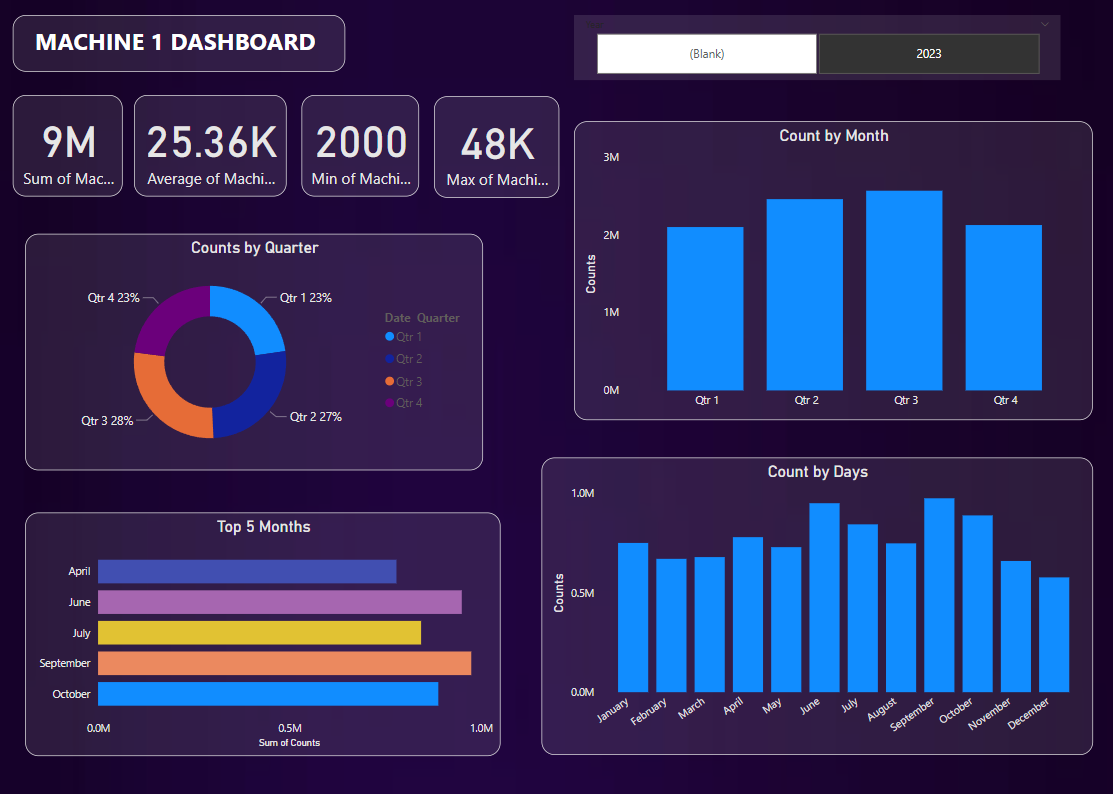 MACHINE 1 DASHBOARD
(Blank)
2023
9M
Sum of Mac...
25.36K
Average of Machi...
2000
Min of Machi...
48K
Max of Machi...
Counts by Quarter
Qtr 4 23%
Qtr 1 23%
Qtr 3 28%
Qtr 2 27%
Date Quarter
Qtr 1
Qtr 2
Qtr 3
Qtr 4
Count by Month
3M
2M
1M
0M
Counts
Qtr 1
Qtr 2
Qtr 3
Qtr 4
Top 5 Months
April
June
July
September
October
0.0M
0.5M
1.0M
Sum of Counts
Count by Days
1.0M
0.5M
0.0M
Counts
January
February
March
April
May
June
July
August
September
October
November
December